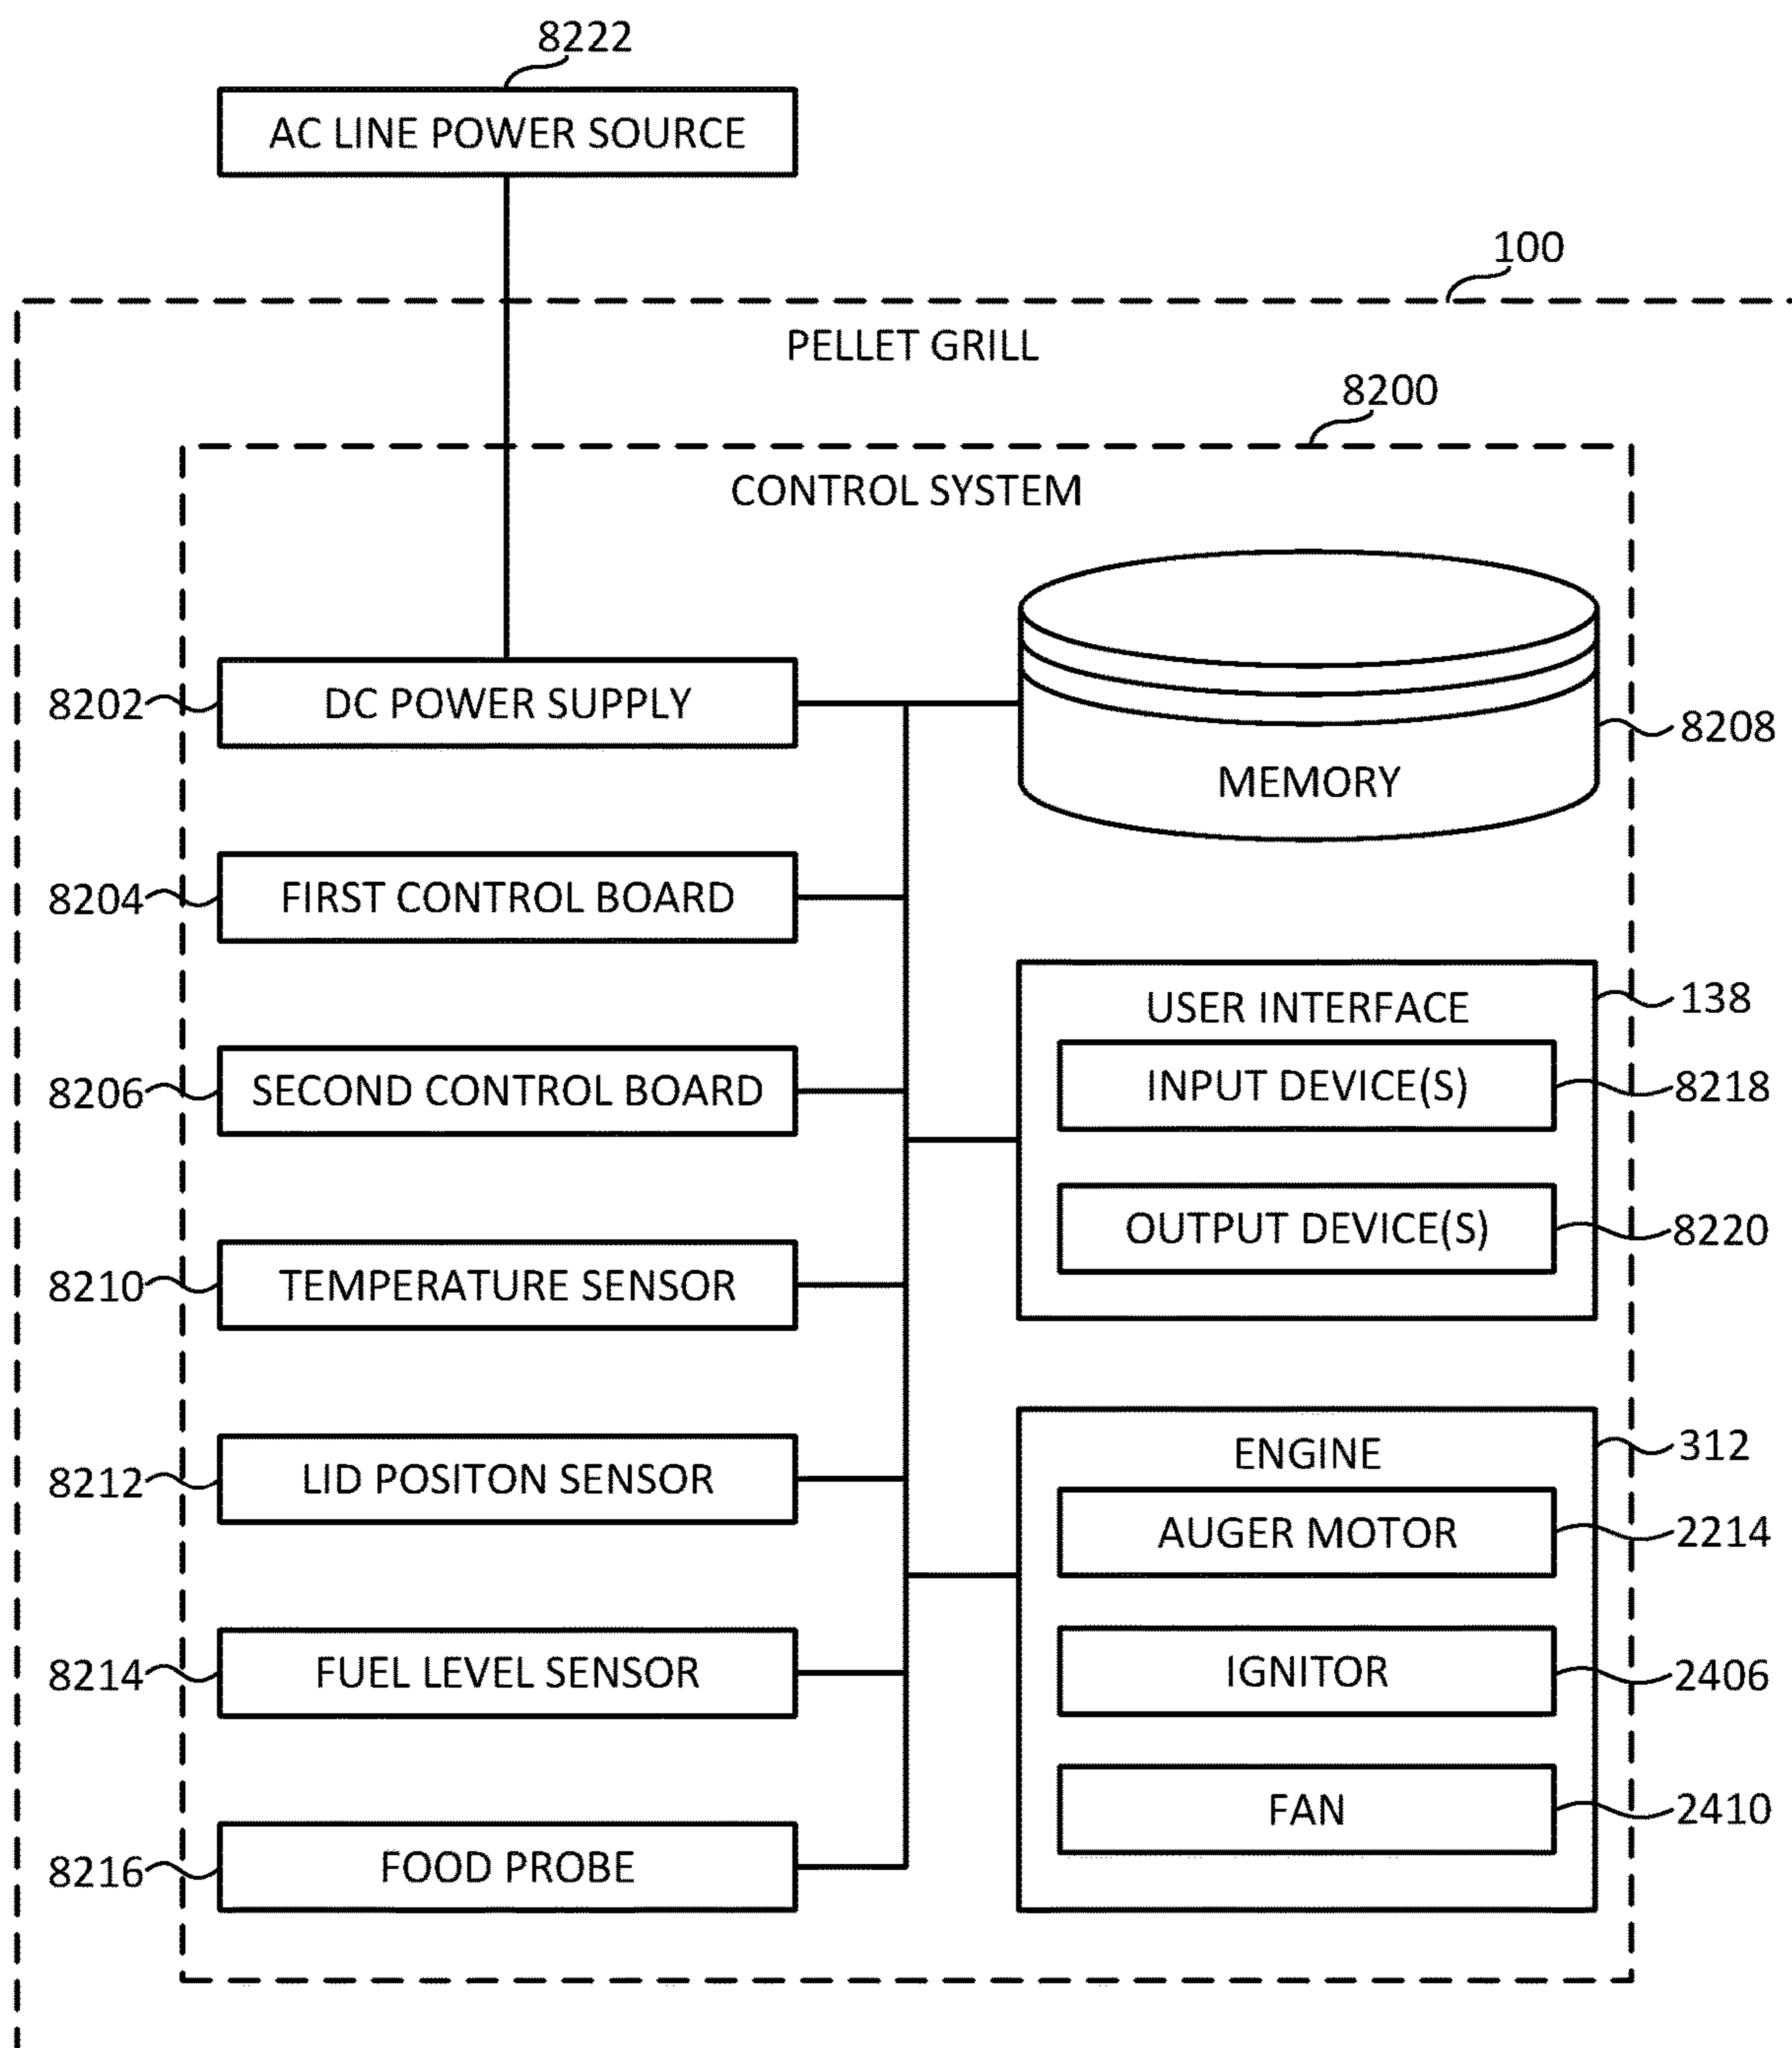 8222
AC LINE POWER SOURCE
100
PELLET GRILL
8200
CONTROL SYSTEM
8202
DC POWER SUPPLY
8208
MEMORY
8204
FIRST CONTROL BOARD
138
USER INTERFACE
8206
SECOND CONTROL BOARD
INPUT DEVICE(S)
8218
OUTPUT DEVICE(S)
8220
8210
TEMPERATURE SENSOR
8212
LID POSITON SENSOR
312
ENGINE
AUGER MOTOR
2214
8214
FUEL LEVEL SENSOR
IGNITOR
2406
FAN
2410
8216
FOOD PROBE